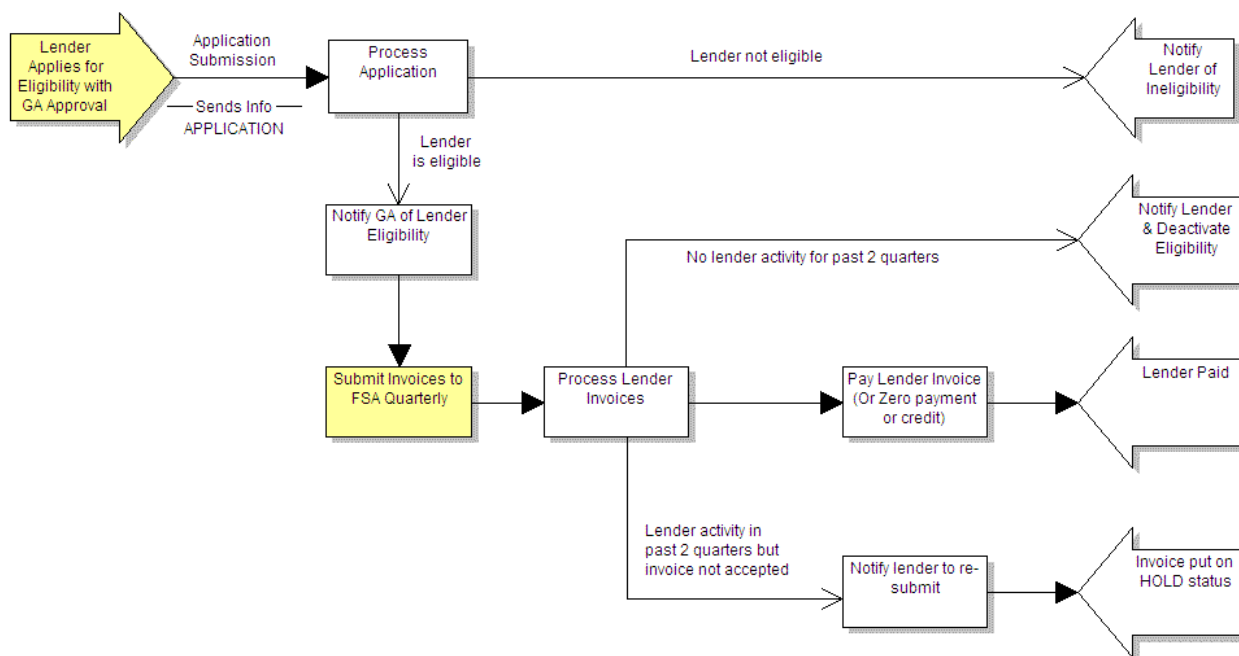 Lender
Applies for
Eligibility with
GA Approval
Application
Submission
Sends Info
APPLICATION
Process
Application
Lender not eligible
Notify
Lender of
Ineligibility
Lender
is eligible
Notify GA of Lender
Eligibility
No lender activity for past 2 quarters
Notify Lender
& Deactivate
Eligibility
Submit Invoices to
FSA Quarterly
Process Lender
Invoices
Pay Lender Invoice
(Or Zero payment
or credit)
Lender Paid
Lender activity in
past 2 quarters but
invoice not accepted
Notify lender to re-
submit
Invoice put on
HOLD status